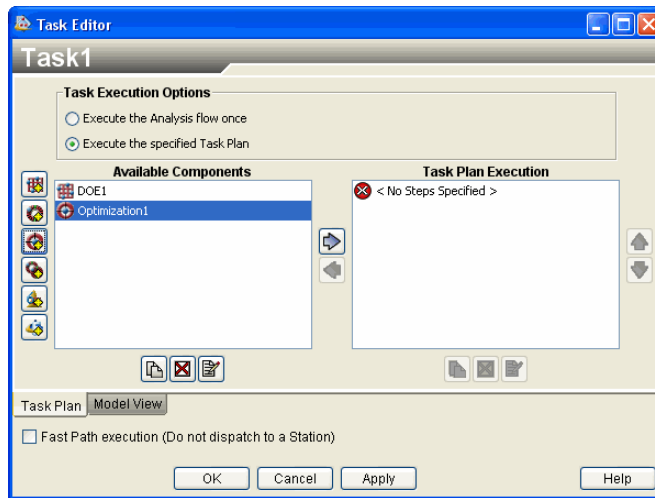 Task Editor
Task1
Task Execution Options
Execute the Analysis flow once
Execute the specified Task Plan
Available Components
Task Plan Execution
DOE1
< No Steps Specified >
Optimization1
Task Plan
Model View
Fast Path execution (Do not dispatch to a Station)
OK
Cancel
Apply
Help